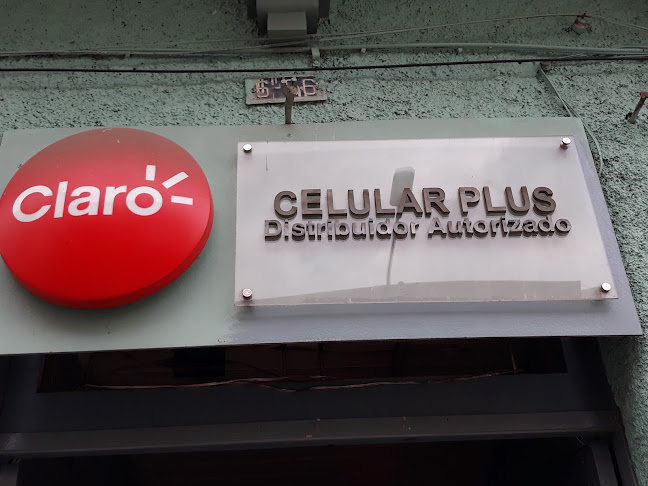 Claro
CELULAR PLUS
Distribuidor Autorizado